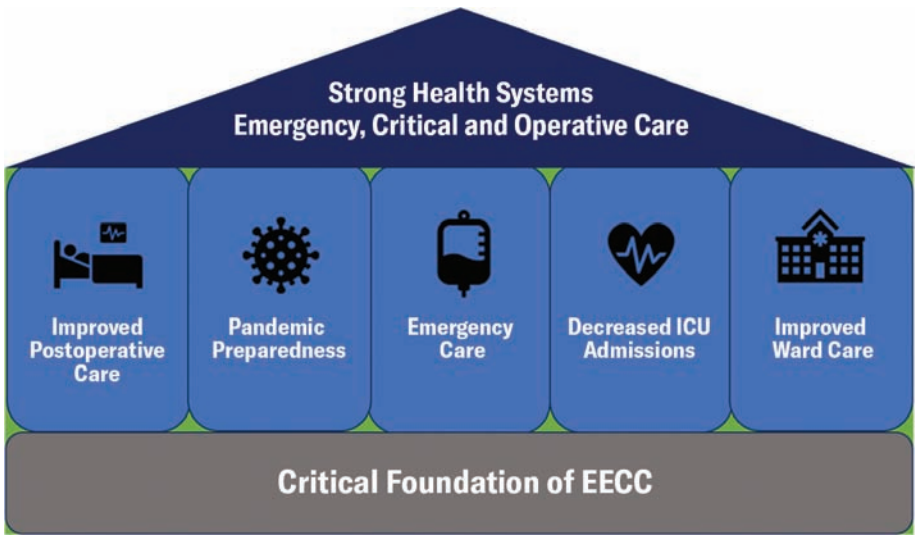 Strong Health Systems
Emergency, Critical and Operative Care
Improved
Postoperative
Care
Pandemic
Preparedness
Emergency
Care
Decreased ICU
Admissions
Improved
Ward Care
Critical Foundation of EECC